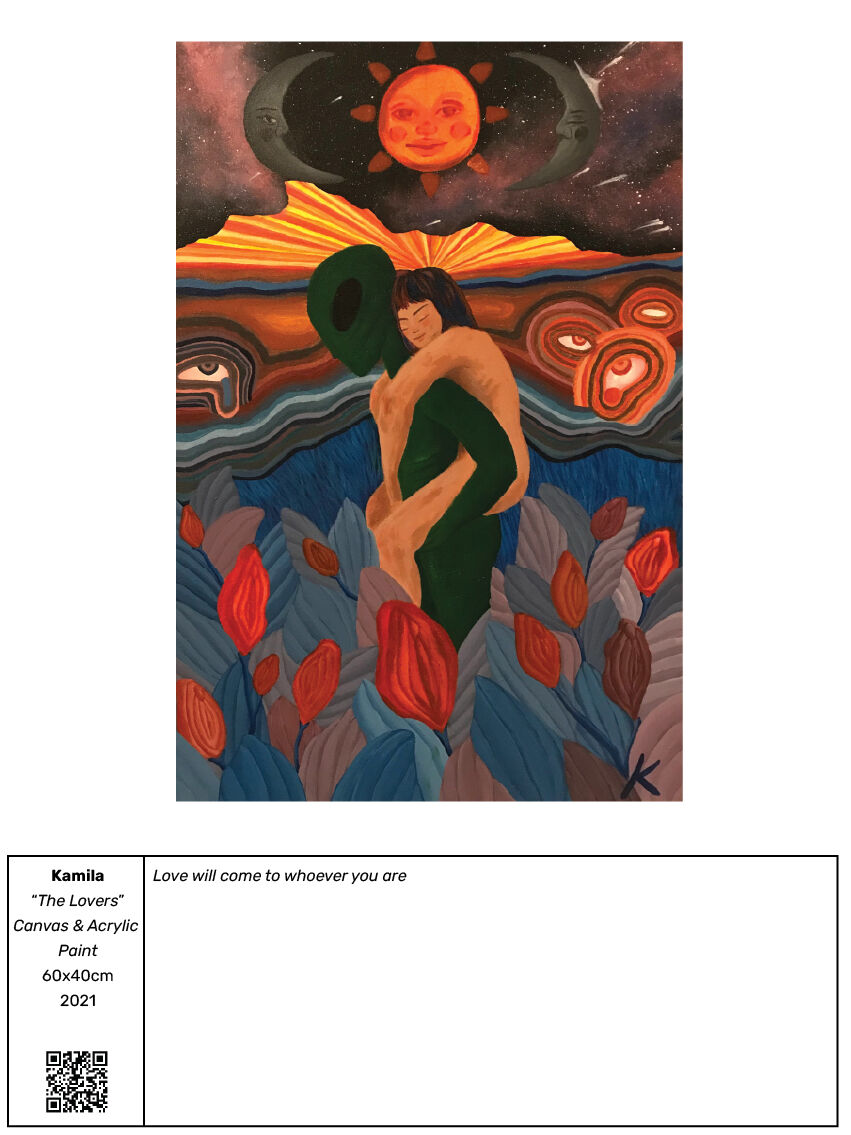 K
Kamila
“The Lovers”
Canvas & Acrylic
Paint
60x40cm
2021
Love will come to whoever you are